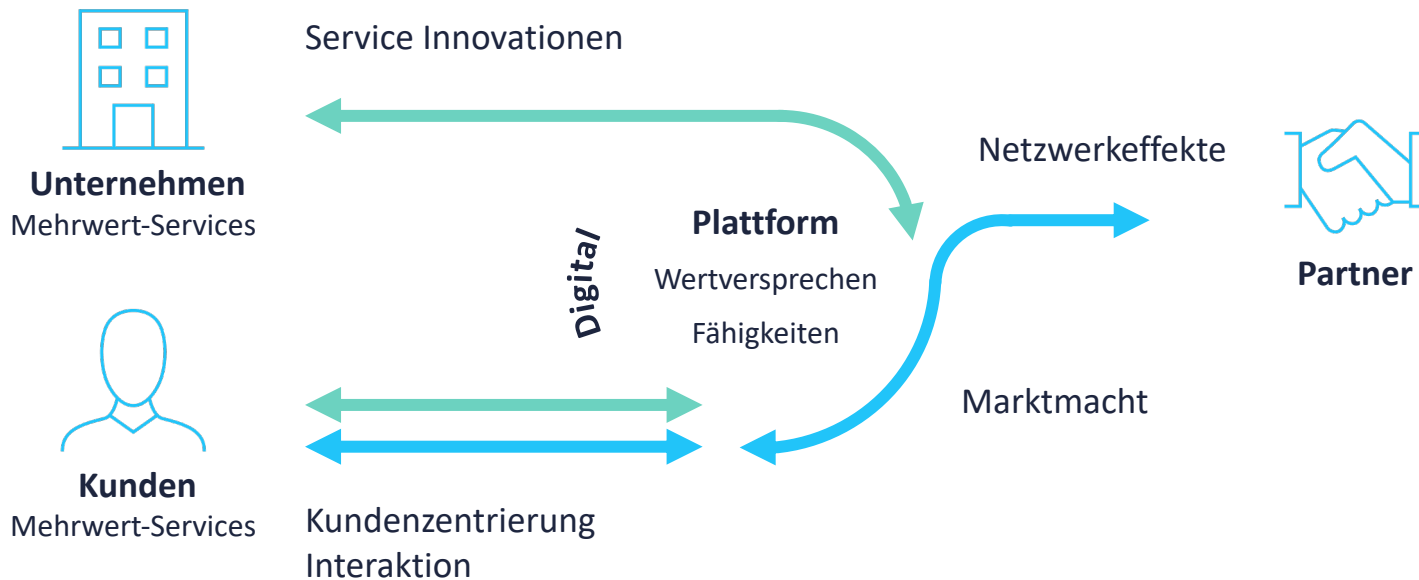 Service Innovationen
Unternehmen
Mehrwert-Services
Netzwerkeffekte
Digital
Plattform
Wertversprechen
Fähigkeiten
Partner
Marktmacht
Kunden
Mehrwert-Services
Kundenzentrierung
Interaktion